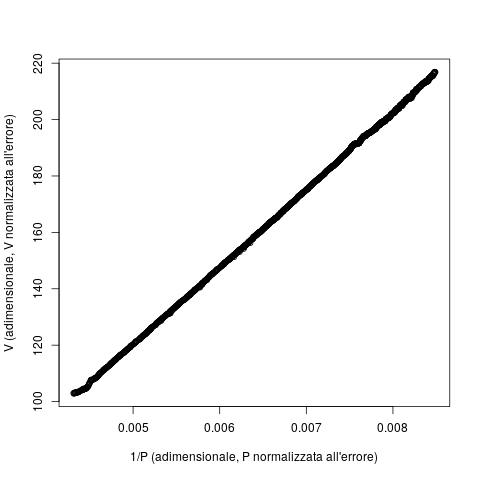 220
200
180
160
140
120
100
V (adimensionale, V normalizzata all'errore)
0.005 0.006 0.007 0.008
1/P (adimensionale, P normalizzata all'errore)